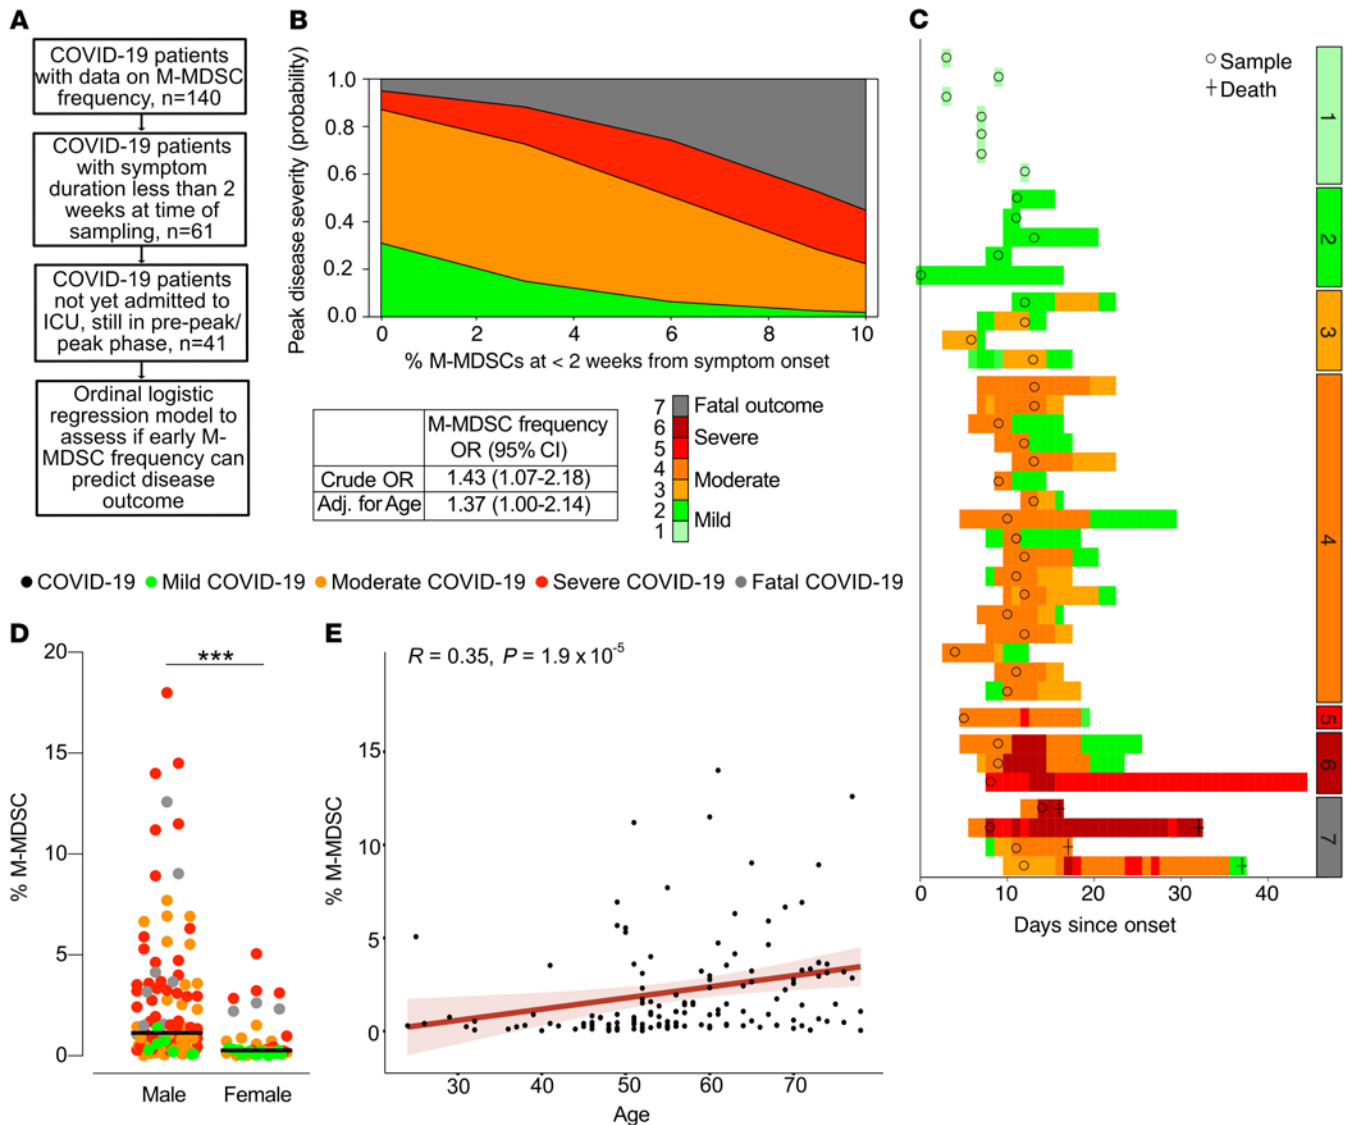 A
COVID-19 patients
with data on M-MDSC
frequency, n=140
COVID-19 patients
with symptom
duration less than 2
weeks at time of
sampling, n=61
COVID-19 patients
not yet admitted to
ICU, still in pre-peak/
peak phase, n=41
Ordinal logistic
regression model to
assess if early M-
MDSC frequency can
predict disease
outcome
B
Peak disease severity (probability)
1.0
0.8
0.6
0.4
0.2
0.0
0 2 4 6 8 10
% M-MDSCs at < 2 weeks from symptom onset
M-MDSC frequency
OR (95% CI)
Crude OR 1.43 (1.07-2.18)
Adj. for Age 1.37 (1.00-2.14)
7 Fatal outcome
6
Severe
5
4
Moderate
3
2
Mild
1
C
Sample
Death
1
2
3
4
5
6
7
0 10 20 30 40
Days since onset
COVID-19 Mild COVID-19 Moderate COVID-19 Severe COVID-19 Fatal COVID-19
D
% M-MDSC
20
15
10
5
0
***
Male Female
E
R = 0.35, P = 1.9 x 10⁻⁵
% M-MDSC
15
10
5
0
30 40 50 60 70
Age